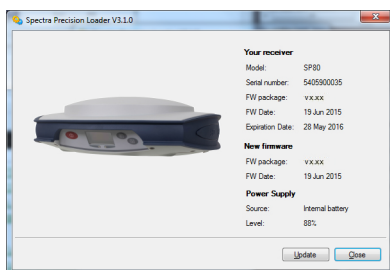 Spectra Precision Loader V3.1.0
Your receiver
Model: SP80
Serial number: 5405900035
FW package: vx.xx
FW Date: 19 Jun 2015
Expiration Date: 28 May 2016
New firmware
FW package: vx.xx
FW Date: 19 Jun 2015
Power Supply
Source: Internal battery
Level: 88%
Update Close